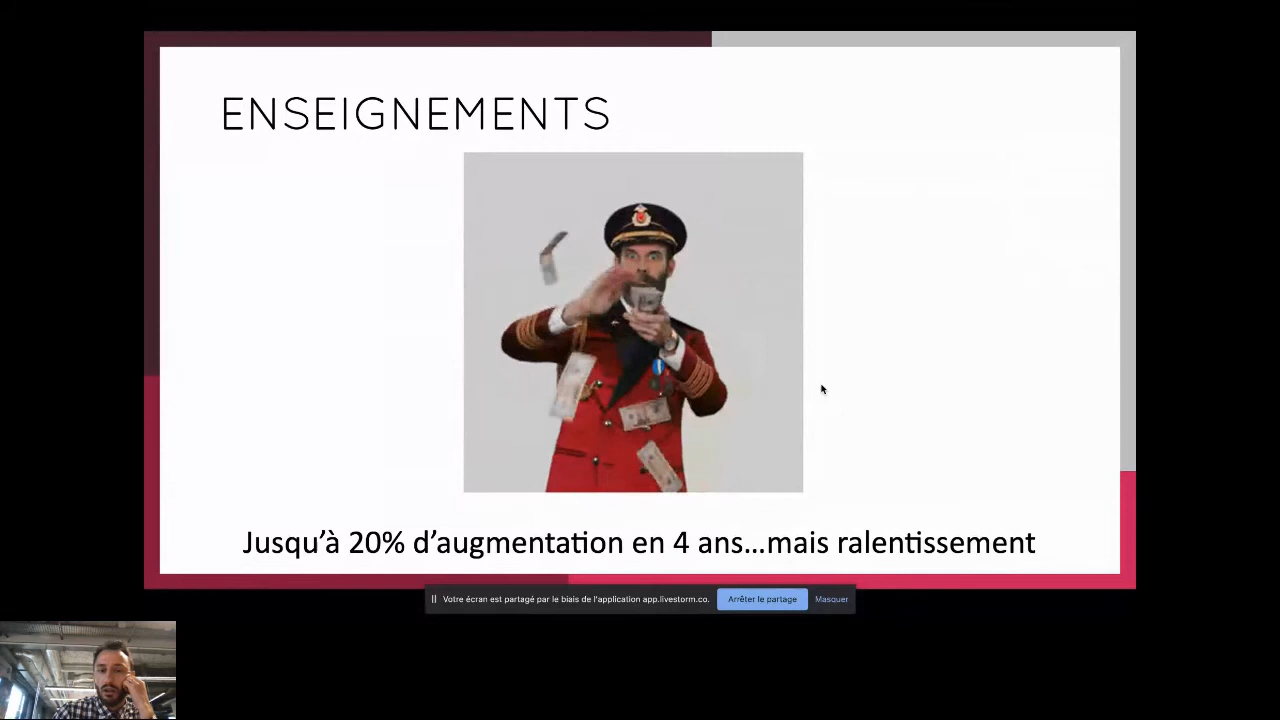 ENSEIGNEMENTS
Jusqu’à 20% d’augmentation en 4 ans…mais ralentissement
Votre écran est partagé par le biais de l'application app.livestorm.co. Arrêter le partage Masquer